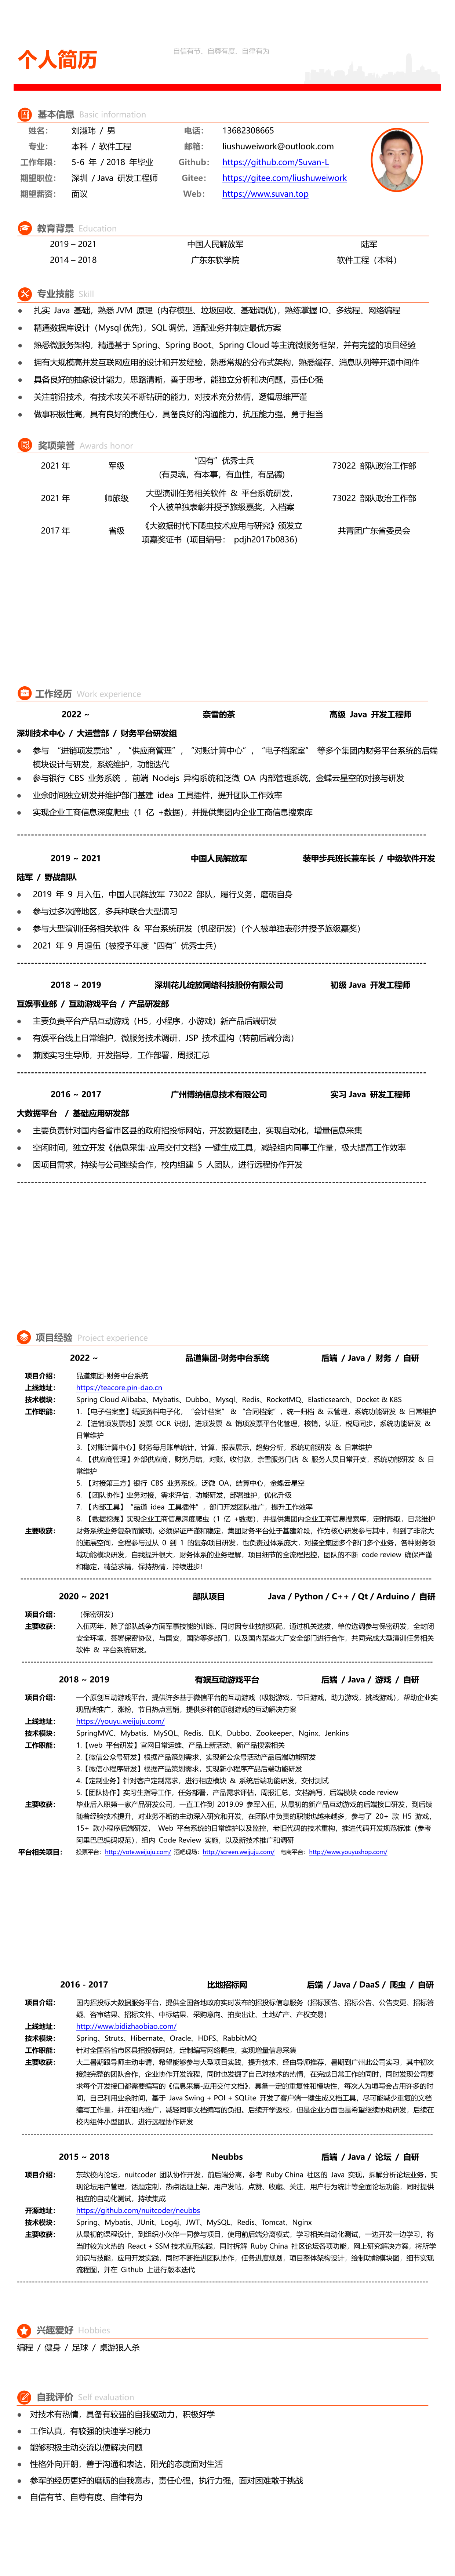 个人简历
自信有节，自尊有度，自律有为
基本信息 Basic information
姓名： 刘淑玮 / 男 电话： 13682308665
专业： 本科 / 软件工程 邮箱： liushuweiwork@outlook.com
工作年限： 5-6 年 / 2018 年毕业 Github： https://github.com/Suvan-L
期望职位： 深圳 / Java 研发工程师 Gitee： https://gitee.com/liushuweiwork
期望薪资： 面议 Web： https://www.suvan.top
教育背景 Education
2019 – 2021 中国人民解放军 陆军
2014 – 2018 广东东软学院 软件工程（本科）
专业技能 Skill
扎实 Java 基础，熟悉 JVM 原理（内存模型、垃圾回收、基础调优），熟练掌握 IO、多线程、网络编程
精通数据库设计（Mysql 优先），SQL 调优，适配业务并制定最优方案
熟悉微服务架构，精通基于 Spring、Spring Boot、Spring Cloud 等主流微服务框架，并有完整的项目经验
拥有大规模高并发互联网应用的设计和开发经验，熟悉常规的分布式架构，熟悉缓存、消息队列等开源中间件
具备良好的抽象设计能力，思路清晰，善于思考，能独立分析和决问题，责任心强
关注前沿技术，有技术攻关不断钻研的能力，对技术充分热情，逻辑思维严谨
做事积极性高，具有良好的责任心，具备良好的沟通能力，抗压能力强，勇于担当
奖项荣誉 Awards honor
2021 年 军级 “四有”优秀士兵 73022 部队政治工作部
(有灵魂，有本事，有血性，有品德)
2021 年 师旅级 大型演训任务相关软件 & 平台系统研发， 73022 部队政治工作部
个人被单独表彰并授予旅级嘉奖，入档案
2017 年 省级 《大数据时代下爬虫技术应用与研究》颁发立 共青团广东省委员会
项嘉奖证书（项目编号： pdjh2017b0836）
工作经历 Work experience
2022 ~ 奈雪的茶 高级 Java 开发工程师
深圳技术中心 / 大运营部 / 财务平台研发组
参与 “进销项发票池”，“供应商管理”，“对账计算中心”，“电子档案室” 等多个集团内财务平台系统的后端
模块设计与研发，系统维护，功能迭代
参与银行 CBS 业务系统 ，前端 Nodejs 异构系统和泛微 OA 内部管理系统，金蝶云星空的对接与研发
业余时间独立研发并维护部门基建 idea 工具插件，提升团队工作效率
实现企业工商信息深度爬虫（1 亿 +数据），并提供集团内企业工商信息搜索库
2019 ~ 2021 中国人民解放军 装甲步兵班长兼车长 / 中级软件开发
陆军 / 野战部队
2019 年 9 月入伍，中国人民解放军 73022 部队，履行义务，磨砺自身
参与过多次跨地区，多兵种联合大型演习
参与大型演训任务相关软件 & 平台系统研发（机密研发）（个人被单独表彰并授予旅级嘉奖）
2021 年 9 月退伍（被授予年度“四有”优秀士兵）
2018 ~ 2019 深圳花儿绽放网络科技股份有限公司 初级 Java 开发工程师
互娱事业部 / 互动游戏平台 / 产品研发部
主要负责平台产品互动游戏（H5，小程序，小游戏）新产品后端研发
有娱平台线上日常维护，微服务技术调研，JSP 技术重构（转前后端分离）
兼顾实习生导师，开发指导，工作部署，周报汇总
2016 ~ 2017 广州博纳信息技术有限公司 实习 Java 研发工程师
大数据平台 / 基础应用研发部
主要负责针对国内各省市区县的政府招投标网站，开发数据爬虫，实现自动化，增量信息采集
空闲时间，独立开发《信息采集-应用交付文档》一键生成工具，减轻组内同事工作量，极大提高工作效率
因项目需求，持续与公司继续合作，校内组建 5 人团队，进行远程协作开发
项目经验 Project experience
2022 ~ 品道集团-财务中台系统 后端 / Java / 财务 / 自研
项目介绍： 品道集团-财务中台系统
上线地址： https://teacore.pin-dao.cn
技术模块： Spring Cloud Alibaba、Mybatis、Dubbo、Mysql、Redis、RocketMQ、Elasticsearch、Docket & K8S
工作职能： 1. 【电子档案室】纸质资料电子化，“会计档案” & “合同档案”，统一归档 & 云管理，系统功能研发 & 日常维护
2. 【进销项发票池】发票 OCR 识别，进项发票 & 销项发票平台化管理，核销，认证，税局同步，系统功能研发 &
日常维护
3. 【对账计算中心】财务每月账单统计，计算，报表展示，趋势分析，系统功能研发 & 日常维护
4. 【供应商管理】外部供应商，财务月结，对账，收付款，奈雪服务门店 & 服务人员日常开支，系统功能研发 & 日
常维护
5. 【对接第三方】银行 CBS 业务系统，泛微 OA，结算中心，金蝶云星空
6. 【团队协作】业务对接，需求评估，功能研发，部署维护，优化升级
7. 【内部工具】“品道 idea 工具插件”，部门开发团队推广，提升工作效率
8. 【数据挖掘】实现企业工商信息深度爬虫（1 亿 +数据），并提供集团内企业工商信息搜索库，定时爬取，日常维护
主要收获： 财务系统业务复杂而繁琐，必须保证严谨和稳定，集团财务平台处于基建阶段，作为核心研发参与其中，得到了非常大
的施展空间，全程参与过从 0 到 1 的复杂项目研发，也负责过体系庞大，对接全集团多个部门多个业务，各种财务领
域功能模块研发，自我提升很大，财务体系的业务理解，项目细节的全流程把控，团队的不断 code review 确保严谨
和稳定，精益求精，保持热情，持续进步！
2020 ~ 2021 部队项目 Java / Python / C++ / Qt / Arduino / 自研
项目介绍： （保密研发）
主要收获： 入伍两年，除了部队战争方面军事技能的训练，同时因专业技能匹配，通过机关选拔，单位选调参与保密研发，全封闭
安全环境，签署保密协议，与国安，国防等多部门，以及国内某些大厂安全部门进行合作，共同完成大型演训任务相关
软件 & 平台系统研发。
2018 ~ 2019 有娱互动游戏平台 后端 / Java / 游戏 / 自研
项目介绍： 一个原创互动游戏平台，提供许多基于微信平台的互动游戏（吸粉游戏，节日游戏，助力游戏，挑战游戏），帮助企业实
现品牌推广，涨粉，节日热点营销，提供多种的原创游戏的互动解决方案
上线地址： https://youyu.weijuju.com/
技术模块： SpringMVC、Mybatis、MySQL、Redis、ELK、Dubbo、Zookeeper、Nginx、Jenkins
工作职能： 1.【web 平台研发】官网日常运维、产品上新活动、新产品搜索相关
2.【微信公众号研发】根据产品策划需求，实现新公众号活动产品后端功能研发
3.【微信小程序研发】根据产品策划需求，实现新小程序产品后端功能研发
4.【定制业务】针对客户定制需求，进行相应模块 & 系统后端功能研发，交付测试
5.【团队协作】实习生指导工作，任务部署，产品需求评估，周报汇总，文档编写，后端模块 code review
主要收获： 毕业后入职第一家产品研发公司，一直工作到 2019.09 参军入伍，从最初的新产品互动游戏的后端接口研发，到后续
随着经验技术提升，对业务不断的主动深入研究和开发，在团队中负责的职能也越来越多，参与了 20+ 款 H5 游戏，
15+ 款小程序后端研发， Web 平台系统的日常维护以及监控，老旧代码的技术重构，推进代码开发规范标准（参考
阿里巴巴编码规范），组内 Code Review 实施，以及新技术推广和调研
平台相关项目： 投票平台：http://vote.weijuju.com/ 酒吧现场：http://screen.weijuju.com/ 电商平台：http://www.youyushop.com/
2016 - 2017 比地招标网 后端 / Java / DaaS / 爬虫 / 自研
项目介绍： 国内招投标大数据服务平台，提供全国各地政府实时发布的招投标信息服务（招标预告、招标公告、公告变更、招标答
疑、咨审结果、招标文件、中标结果、采购意向、拍卖出让、土地矿产、产权交易）
上线地址： http://www.bidizhaobiao.com/
技术模块： Spring、Struts、Hibernate、Oracle、HDFS、RabbitMQ
工作职能： 针对全国各省市区县招投标网站，定制编写网络爬虫，实现增量信息采集
主要收获： 大二暑期跟导师主动申请，希望能够参与大型项目实践，提升技术，经由导师推荐，暑期到广州此公司实习，其中初次
接触完整的团队合作，企业协作开发流程，同时也发掘了自己对技术的热情，在完成日常工作的同时，同时发现公司要
求每个开发接口都需要编写的《信息采集-应用交付文档》，具备一定的重复性和模块性，每次人为填写会占用许多的时
间，自己利用业余时间，基于 Java Swing + POI + SQLite 开发了客户端一键生成文档工具，尽可能减少重复的文档
编写工作量，并在组内推广，减轻同事文档编写的负担。后续开学返校，但是企业方面也是希望继续协助研发，后续在
校内组件小型团队，进行远程协作研发
2015 ~ 2018 Neubbs 后端 / Java / 论坛 / 自研
项目介绍： 东软校内论坛，nuitcoder 团队协作开发，前后端分离，参考 Ruby China 社区的 Java 实现，拆解分析论坛业务，实
现论坛用户管理，话题定制，热点话题上架，用户发帖，点赞、收藏、关注，用户行为统计等全面论坛功能，同时提供
相应的自动化测试，持续集成
开源地址： https://github.com/nuitcoder/neubbs
技术模块： Spring、Mybatis、JUnit、Log4j、JWT、MySQL、Redis、Tomcat、Nginx
主要收获： 从最初的课程设计，到组织小伙伴一同参与项目，使用前后端分离模式，学习相关自动化测试，一边开发一边学习，将
当时较为火热的 React + SSM 技术应用实践，同时拆解 Ruby China 社区论坛各项功能，网上研究解决方案，将所学
知识与技能，应用开发实践，同时不断推进团队协作，任务进度规划，项目整体架构设计，绘制功能模块图，细节实现
流程图，并在 Github 上进行版本迭代
兴趣爱好 Hobbies
编程 / 健身 / 足球 / 桌游狼人杀
自我评价 Self evaluation
对技术有热情，具备有较强的自我驱动力，积极好学
工作认真，有较强的快速学习能力
能够积极主动交流以便解决问题
性格外向开朗，善于沟通和表达，阳光的态度面对生活
参军的经历更好的磨砺的自我意志，责任心强，执行力强，面对困难敢于挑战
自信有节、自尊有度、自律有为